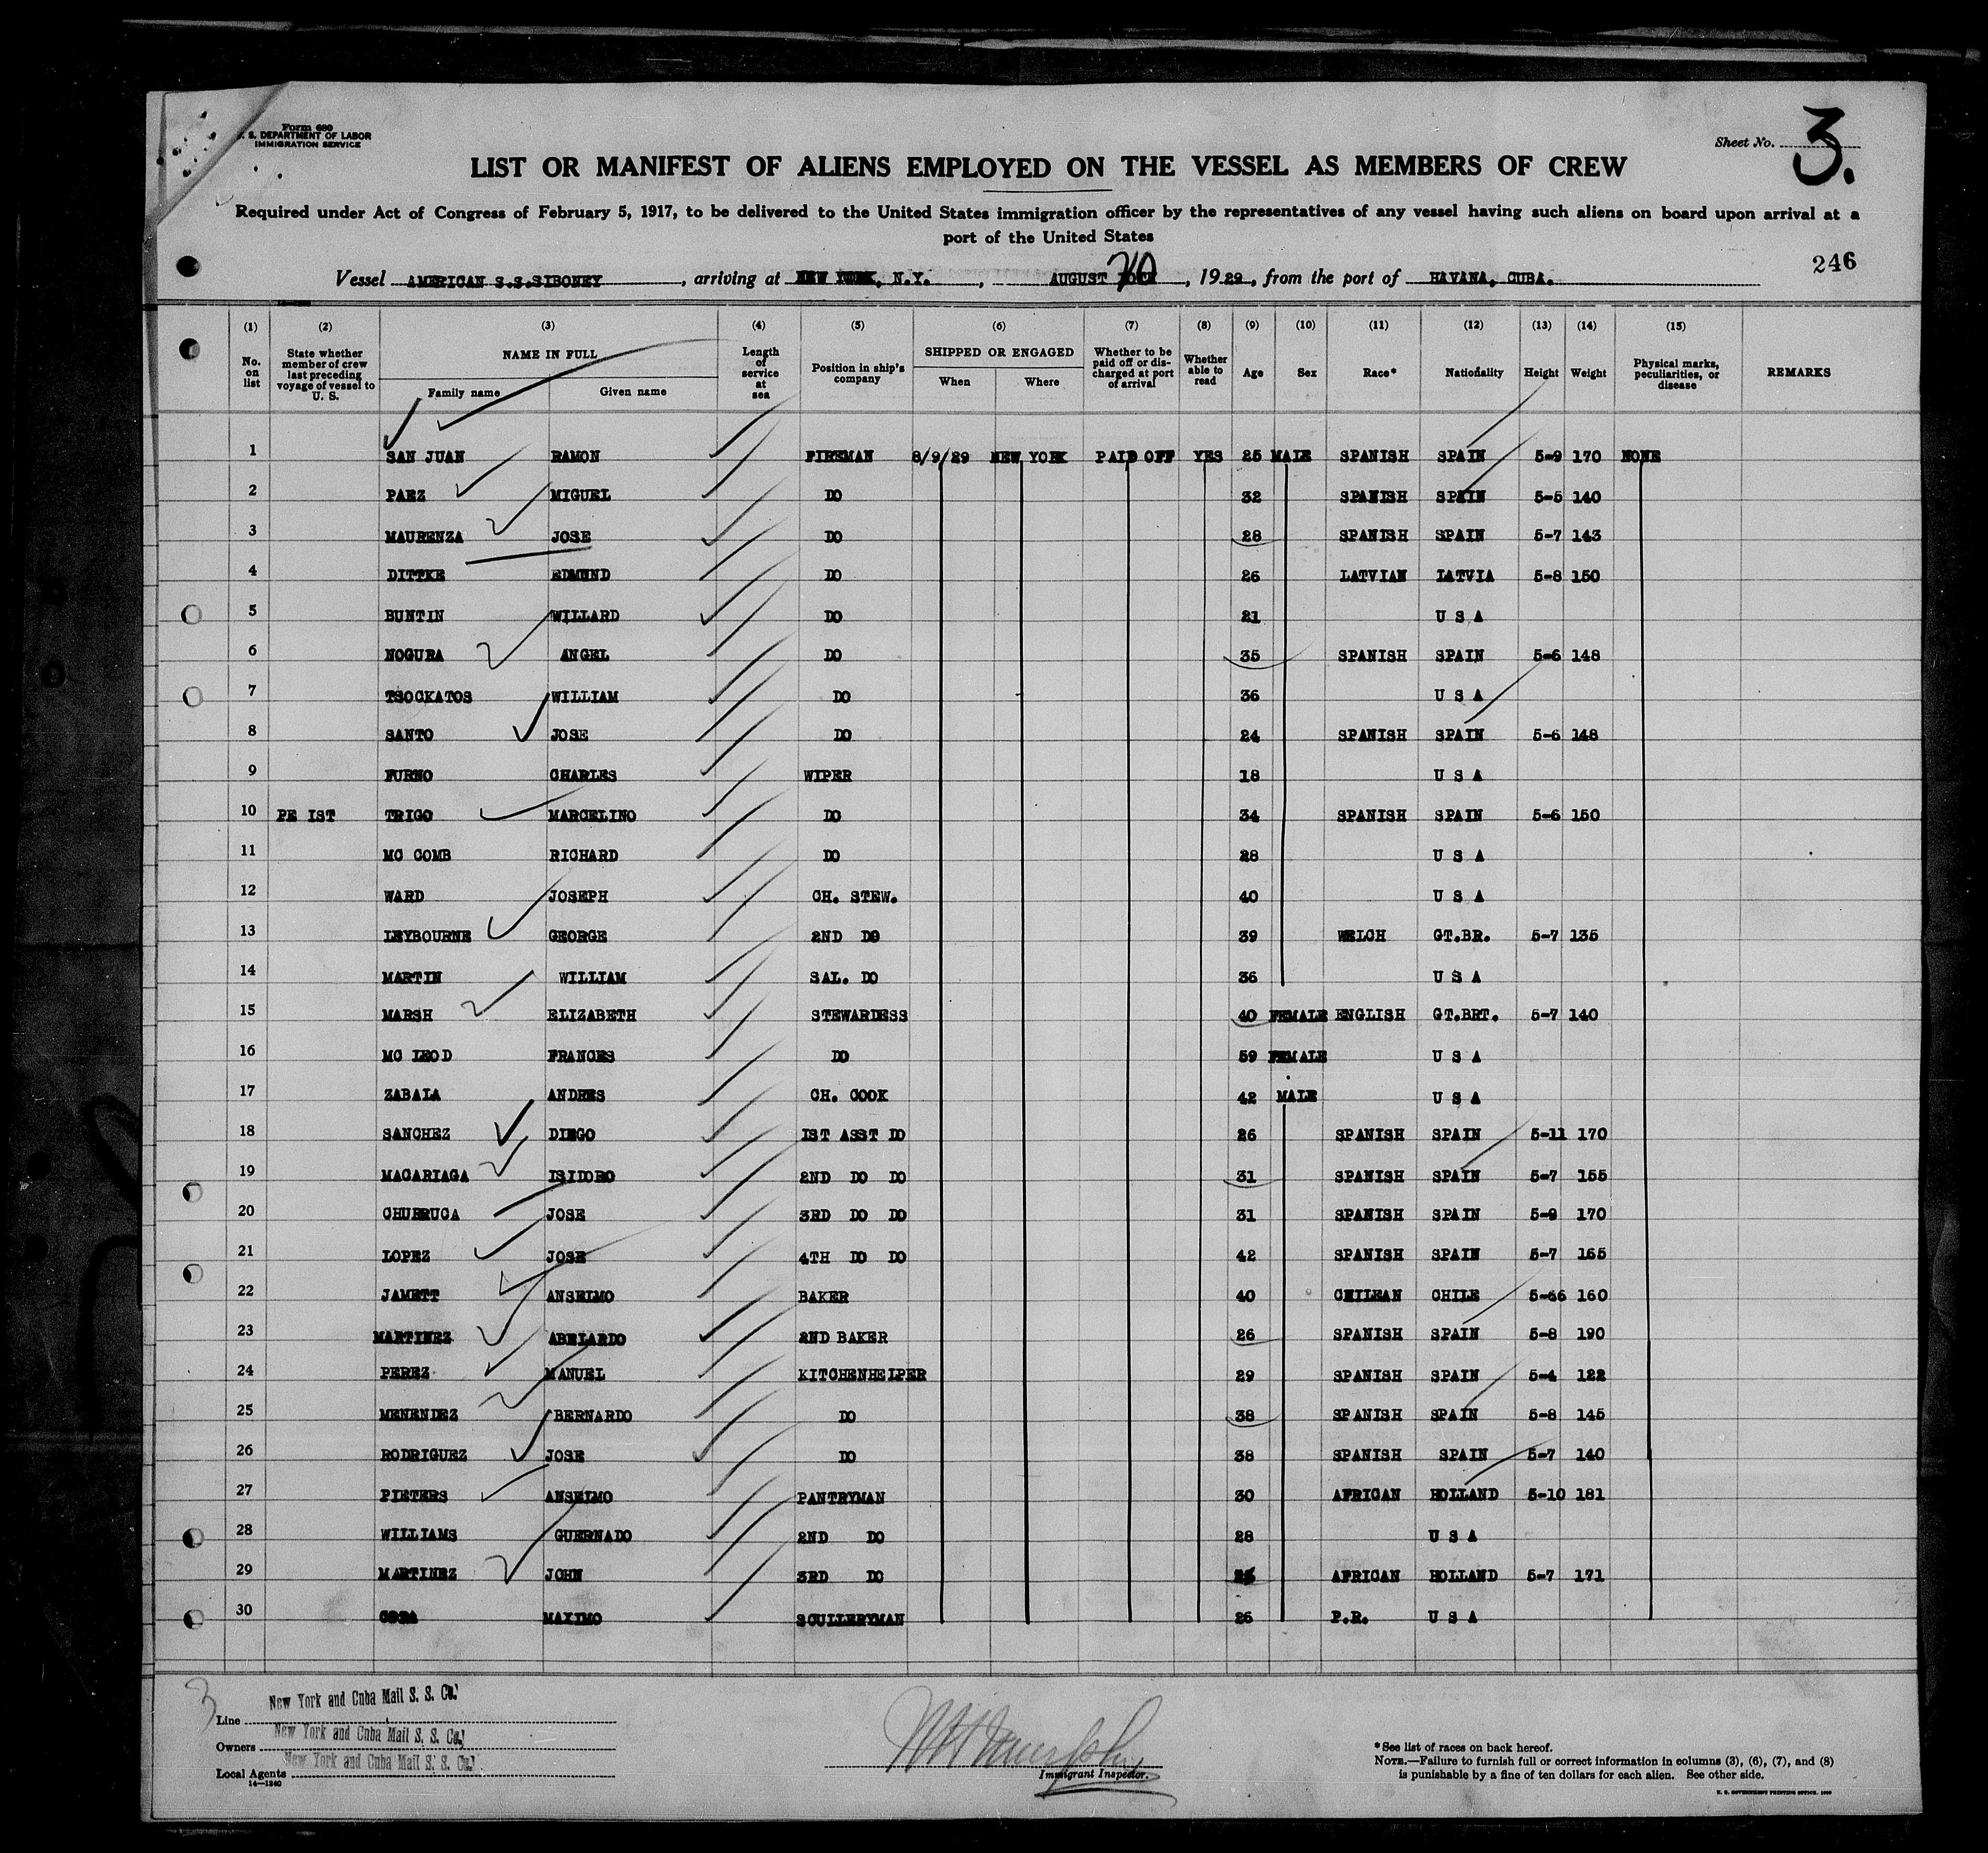 Form 680
U. S. DEPARTMENT OF LABOR
IMMIGRATION SERVICE
Sheet No. 3.
LIST OR MANIFEST OF ALIENS EMPLOYED ON THE VESSEL AS MEMBERS OF CREW
Required under Act of Congress of February 5, 1917, to be delivered to the United States immigration officer by the representatives of any vessel having such aliens on board upon arrival at a
port of the United States
246
Vessel AMERICAN S.S.SIBONEY, arriving at NEW YORK, N.Y., AUGUST 20, 1929, from the port of HAVANA, CUBA.
(1) (2) (3) (4) (5) (6) (7) (8) (9) (10) (11) (12) (13) (14) (15)
No. on list State whether member of crew last preceding voyage of vessel to U. S. NAME IN FULL Family name Given name Length of service at sea Position in ship's company SHIPPED OR ENGAGED When Where Whether to be paid off or discharged at port of arrival Whether able to read Age Sex Race* Nationality Height Weight Physical marks, peculiarities, or disease REMARKS
1 SAN JUAN RAMON FIREMAN 8/9/29 NEW YORK PAID OFF YES 25 MALE SPANISH SPAIN 5-9 170 NONE
2 PAEZ MIGUEL DO 32 SPANISH SPAIN 5-5 140
3 MAURENZA JOSE DO 28 SPANISH SPAIN 5-7 143
4 DITTKE EDMUND DO 26 LATVIAN LATVIA 5-8 150
5 BUNTIN WILLARD DO 21 U S A
6 NOGURA ANGEL DO 35 SPANISH SPAIN 5-6 148
7 TSOCKATOS WILLIAM DO 36 U S A
8 SANTO JOSE DO 24 SPANISH SPAIN 5-6 148
9 FURNO CHARLES WIPER 18 U S A
10 PE IST TRIGO MARCELINO DO 34 SPANISH SPAIN 5-6 150
11 MC COMB RICHARD DO 28 U S A
12 WARD JOSEPH CH. STEW. 40 U S A
13 LEYBOURNE GEORGE 2ND DO 39 WELCH GT.BR. 5-7 135
14 MARTIN WILLIAM SAL. DO 36 U S A
15 MARSH ELIZABETH STEWARDESS 40 FEMALE ENGLISH GT.BRT. 5-7 140
16 MC LEOD FRANCES DO 59 FEMALE U S A
17 ZABALA ANDRES CH. COOK 42 MALE U S A
18 SANCHEZ DIEGO IST ASST DO 26 SPANISH SPAIN 5-11 170
19 MACARIAGA ISIDORO 2ND DO DO 31 SPANISH SPAIN 5-7 155
20 CHURRUCA JOSE 3RD DO DO 31 SPANISH SPAIN 5-9 170
21 LOPEZ JOSE 4TH DO DO 42 SPANISH SPAIN 5-7 165
22 JAMETT ANSELMO BAKER 40 CHILEAN CHILE 5-66 160
23 MARTINEZ ABELARDO 2ND BAKER 26 SPANISH SPAIN 5-8 190
24 PEREZ MANUEL KITCHENHELPER 29 SPANISH SPAIN 5-4 122
25 MENENDEZ BERNARDO DO 38 SPANISH SPAIN 5-8 145
26 RODRIGUEZ JOSE DO 38 SPANISH SPAIN 5-7 140
27 PIETERS ANSELMO PANTRYMAN 30 AFRICAN HOLLAND 5-10 181
28 WILLIAMS GUERNADO 2ND DO 28 U S A
29 MARTINEZ JOHN 3RD DO AFRICAN HOLLAND 5-7 171
30 MAXIMO SCULLERYMAN 26 P.R. U S A
3
Line New York and Cuba Mail S. S. Co.
Owners New York and Cuba Mail S. S. Co.
Local Agents New York and Cuba Mail S. S. Co.
14—1240
Immigrant Inspector.
*See list of races on back hereof.
NOTE.—Failure to furnish full or correct information in columns (3), (6), (7), and (8)
is punishable by a fine of ten dollars for each alien. See other side.